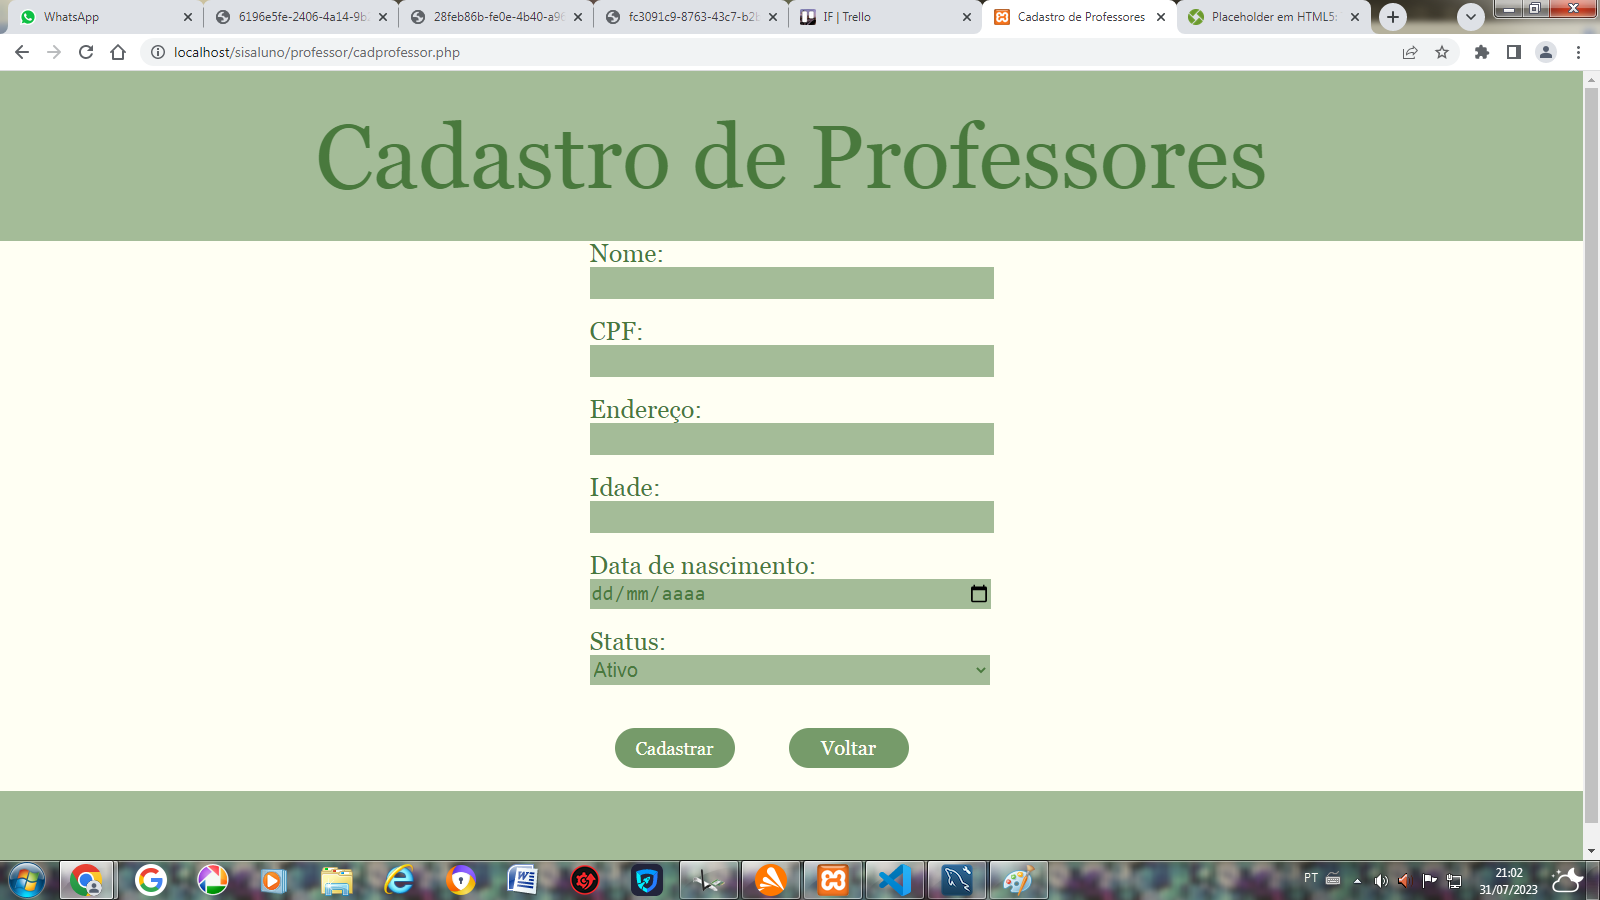 WhatsApp
6196e5fe-2406-4a14-9b
28feb86b-fe0e-4b40-a96
fc3091c9-8763-43c7-b2b
IF | Trello
Cadastro de Professores
Placeholder em HTML5:
localhost/sisaluno/professor/cadprofessor.php
Cadastro de Professores
Nome:
CPF:
Endereço:
Idade:
Data de nascimento:
dd/mm/aaaa
Status:
Ativo
Cadastrar
Voltar
PT
21:02
31/07/2023